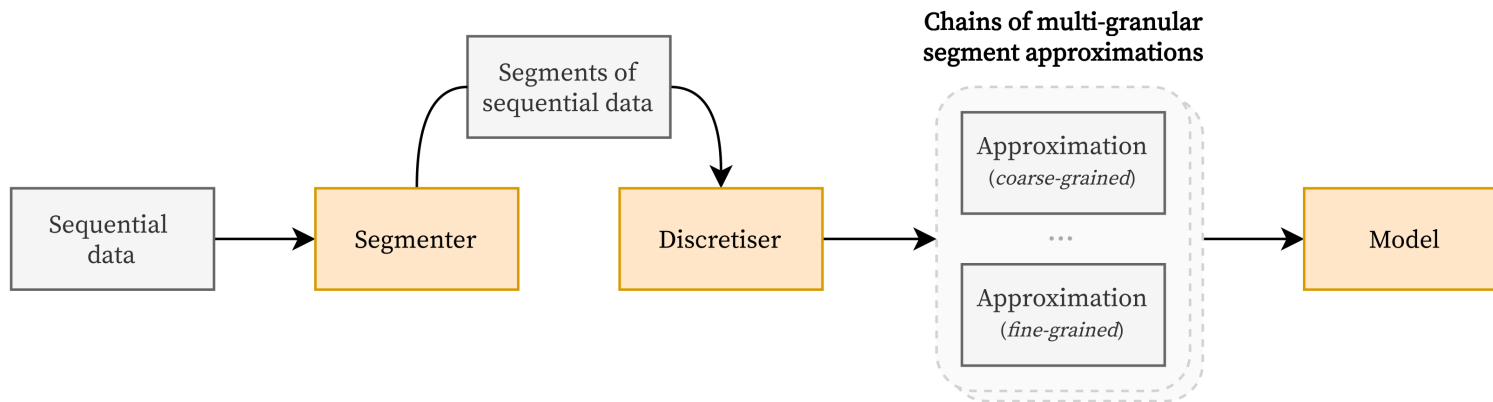 Chains of multi-granular
segment approximations
Segments of
sequential data
Sequential
data
Segmenter
Discretiser
Approximation
(coarse-grained)
...
Approximation
(fine-grained)
Model